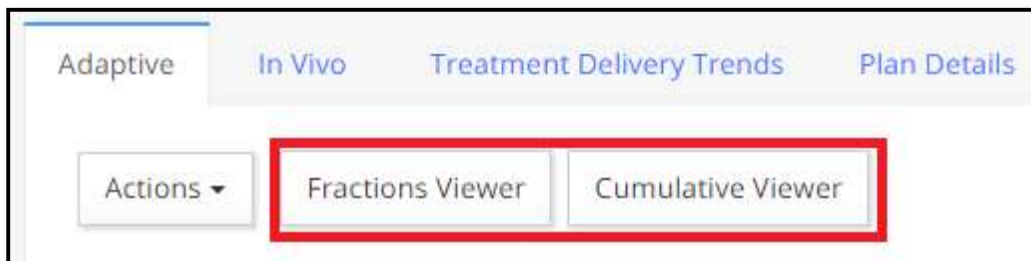 Adaptive In Vivo Treatment Delivery Trends Plan Details
Actions Fractions Viewer Cumulative Viewer